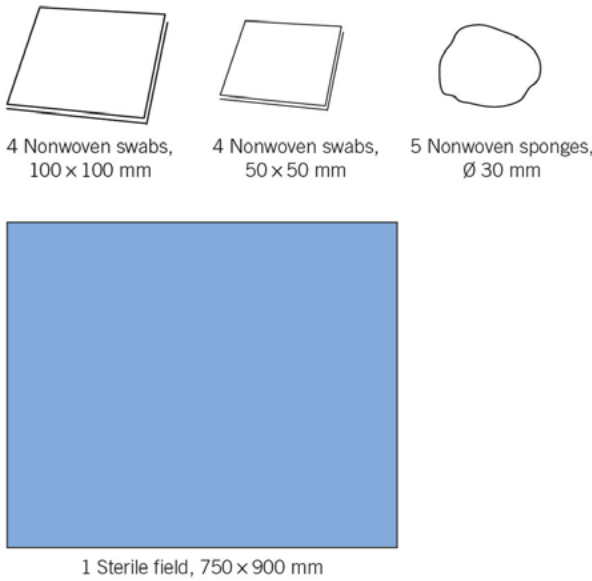 4 Nonwoven swabs,
100 x 100 mm
4 Nonwoven swabs,
50 x 50 mm
5 Nonwoven sponges,
Ø 30 mm
1 Sterile field, 750 x 900 mm